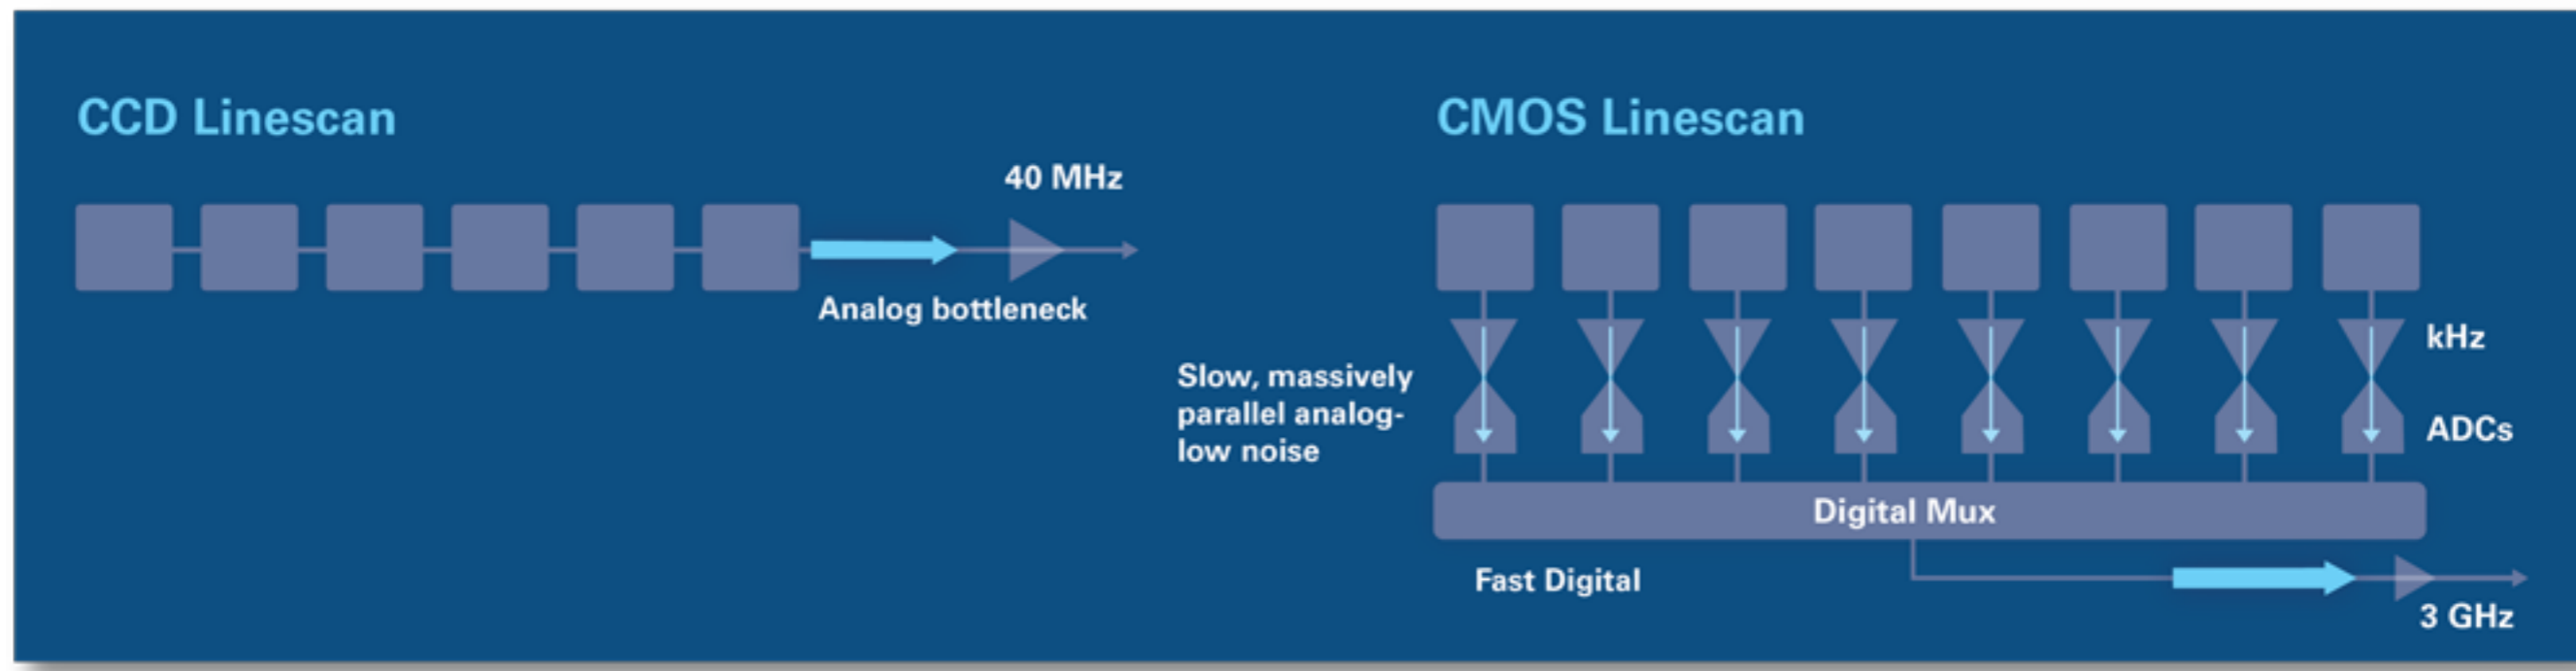 CCD Linescan
40 MHz
Analog bottleneck
CMOS Linescan
Slow, massively
parallel analog-
low noise
kHz
ADCs
Digital Mux
Fast Digital
3 GHz